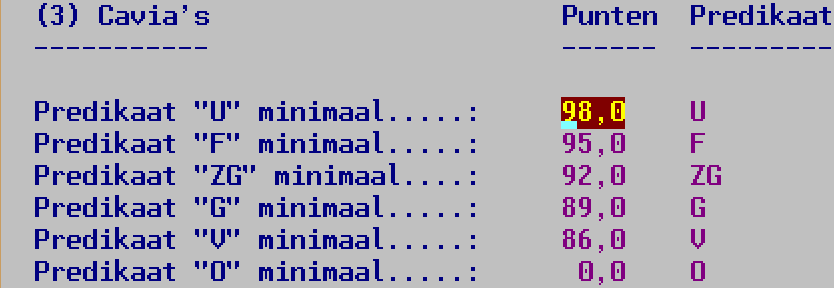 (3) Cavia's Punten Predikaat
----------- ------ ---------
Predikaat "U" minimaal.....: 98,0 U
Predikaat "F" minimaal.....: 95,0 F
Predikaat "ZG" minimaal....: 92,0 ZG
Predikaat "G" minimaal.....: 89,0 G
Predikaat "V" minimaal.....: 86,0 V
Predikaat "O" minimaal.....: 0,0 O